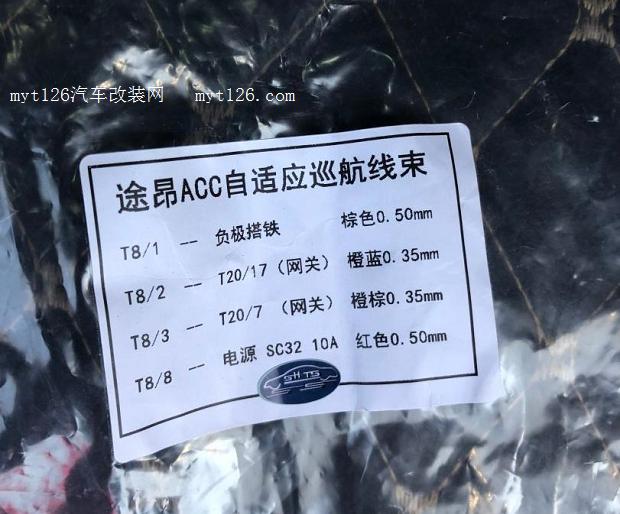 myt126汽车改装网 myt126.com
途昂ACC自适应巡航线束
T8/1 -- 负极搭铁 棕色0.50mm
T8/2 -- T20/17（网关） 橙蓝0.35mm
T8/3 -- T20/7 （网关） 橙棕0.35mm
T8/8 -- 电源 SC32 10A 红色0.50mm
SHTS